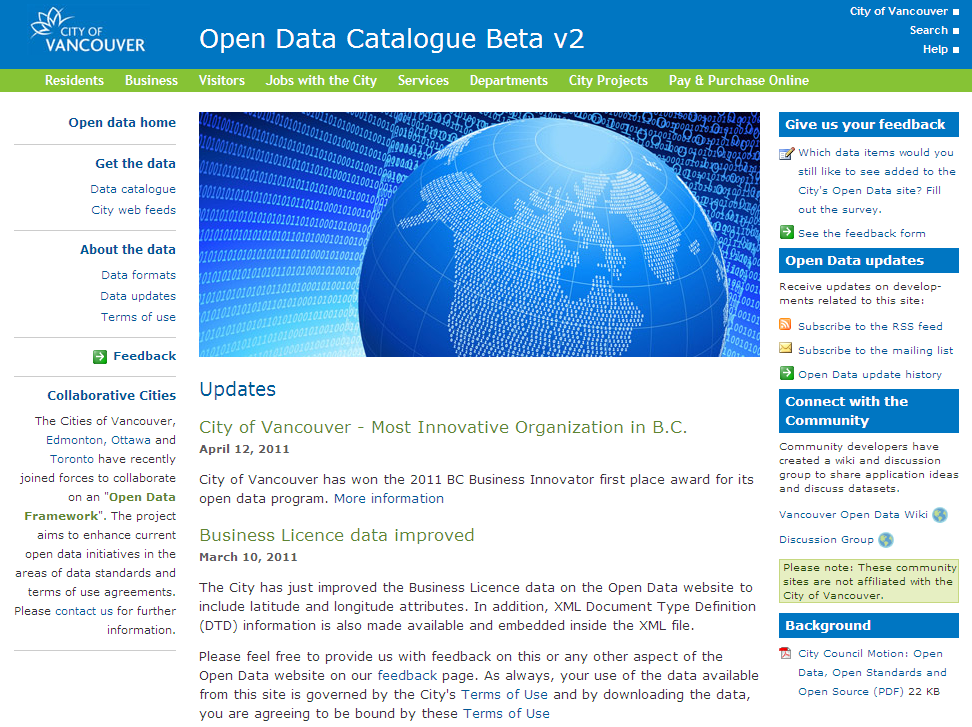 CITY OF
VANCOUVER
Open Data Catalogue Beta v2
City of Vancouver
Search
Help
Residents Business Visitors Jobs with the City Services Departments City Projects Pay & Purchase Online
Open data home
Get the data
Data catalogue
City web feeds
About the data
Data formats
Data updates
Terms of use
Feedback
Collaborative Cities
The Cities of Vancouver,
Edmonton, Ottawa and
Toronto have recently
joined forces to collaborate
on an "Open Data
Framework". The project
aims to enhance current
open data initiatives in the
areas of data standards and
terms of use agreements.
Please contact us for further
information.
Updates
City of Vancouver - Most Innovative Organization in B.C.
April 12, 2011
City of Vancouver has won the 2011 BC Business Innovator first place award for its
open data program. More information
Business Licence data improved
March 10, 2011
The City has just improved the Business Licence data on the Open Data website to
include latitude and longitude attributes. In addition, XML Document Type Definition
(DTD) information is also made available and embedded inside the XML file.
Please feel free to provide us with feedback on this or any other aspect of the
Open Data website on our feedback page. As always, your use of the data available
from this site is governed by the City's Terms of Use and by downloading the data,
you are agreeing to be bound by these Terms of Use
Give us your feedback
Which data items would you
still like to see added to the
City's Open Data site? Fill
out the survey.
See the feedback form
Open Data updates
Receive updates on develop-
ments related to this site:
Subscribe to the RSS feed
Subscribe to the mailing list
Open Data update history
Connect with the
Community
Community developers have
created a wiki and discussion
group to share application ideas
and discuss datasets.
Vancouver Open Data Wiki
Discussion Group
Please note: These community
sites are not affiliated with the
City of Vancouver.
Background
City Council Motion: Open
Data, Open Standards and
Open Source (PDF) 22 KB